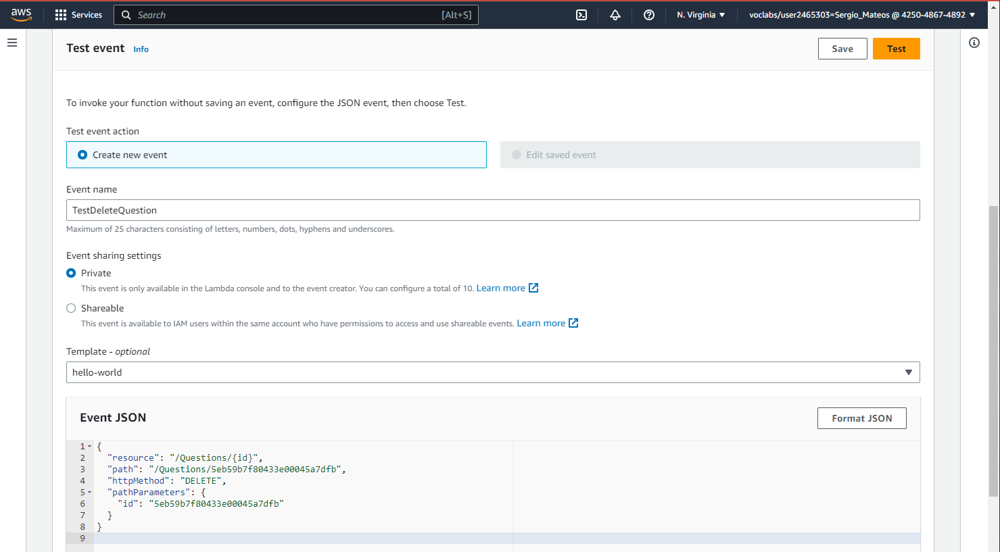 aws Services Search [Alt+S] N. Virginia voclabs/user2465303=Sergio_Mateos @ 4250-4867-4892
Test event Info Save Test
To invoke your function without saving an event, configure the JSON event, then choose Test.
Test event action
Create new event Edit saved event
Event name
TestDeleteQuestion
Maximum of 25 characters consisting of letters, numbers, dots, hyphens and underscores.
Event sharing settings
Private
This event is only available in the Lambda console and to the event creator. You can configure a total of 10. Learn more
Shareable
This event is available to IAM users within the same account who have permissions to access and use shareable events. Learn more
Template - optional
hello-world
Event JSON Format JSON
1 {
2 "resource": "/Questions/{id}",
3 "path": "/Questions/5eb59b7f80433e00045a7dfb",
4 "httpMethod": "DELETE",
5 "pathParameters": {
6 "id": "5eb59b7f80433e00045a7dfb"
7 }
8 }
9